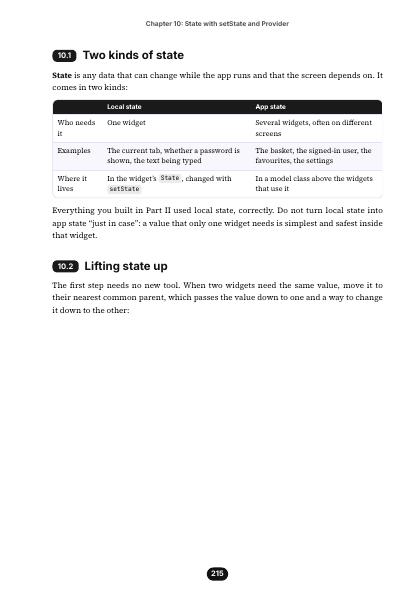 Chapter 10: State with setState and Provider
10.1 Two kinds of state
State is any data that can change while the app runs and that the screen depends on. It
comes in two kinds:
Local state App state
Who needs it One widget Several widgets, often on different screens
Examples The current tab, whether a password is shown, the text being typed The basket, the signed-in user, the favourites, the settings
Where it lives In the widget's State, changed with setState In a model class above the widgets that use it
Everything you built in Part II used local state, correctly. Do not turn local state into
app state “just in case”: a value that only one widget needs is simplest and safest inside
that widget.
10.2 Lifting state up
The first step needs no new tool. When two widgets need the same value, move it to
their nearest common parent, which passes the value down to one and a way to change
it down to the other:
215